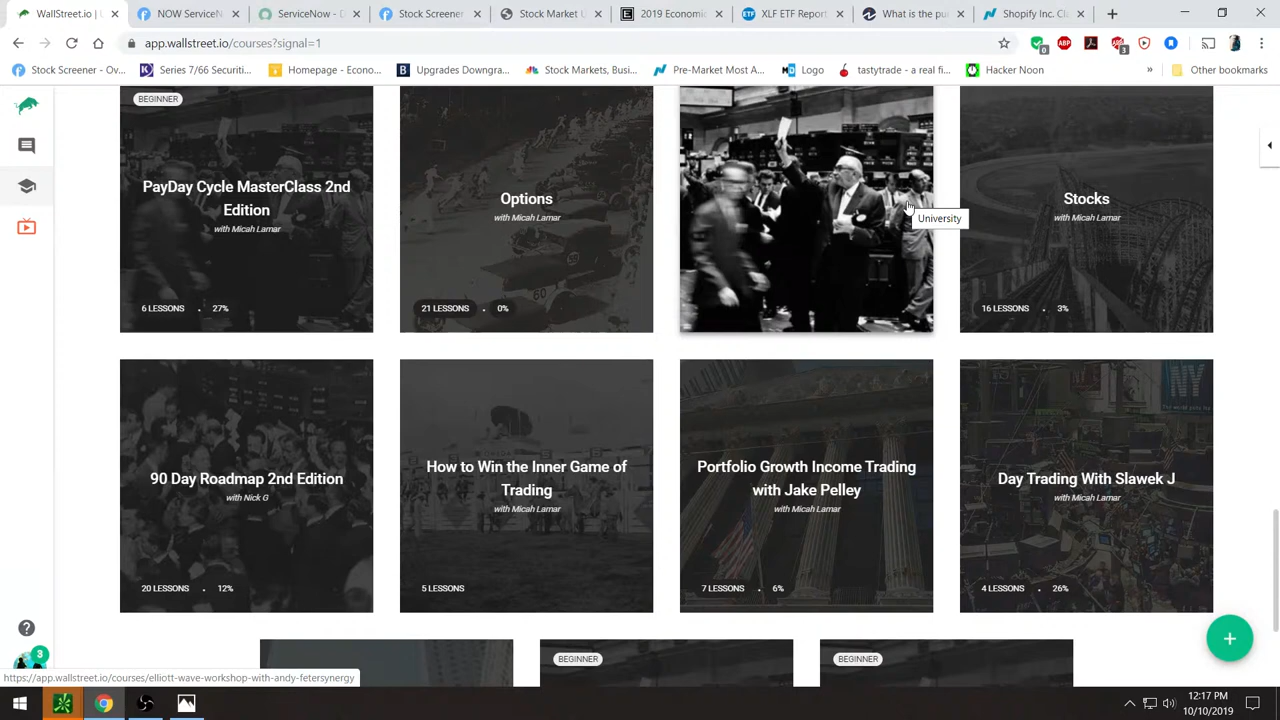 WallStreet.io | U
NOW ServiceN
ServiceNow - D
Stock Screener
Stock Market O
2019 Economic
XLF ETF Report
What is the pu
Shopify Inc. Cl
app.wallstreet.io/courses?signal=1
0
ABP
3
Stock Screener - Ov...
Series 7/66 Securiti...
Homepage - Econo...
Upgrades Downgra...
Stock Markets, Busi...
Pre-Market Most A...
Logo
tastytrade - a real fi...
Hacker Noon
»
Other bookmarks
BEGINNER
PayDay Cycle MasterClass 2nd
Edition
with Micah Lamar
6 LESSONS . 27%
Options
with Micah Lamar
21 LESSONS . 0%
University
Stocks
with Micah Lamar
16 LESSONS . 3%
90 Day Roadmap 2nd Edition
with Nick G
20 LESSONS . 12%
How to Win the Inner Game of
Trading
with Micah Lamar
5 LESSONS
Portfolio Growth Income Trading
with Jake Pelley
with Micah Lamar
7 LESSONS . 6%
Day Trading With Slawek J
with Micah Lamar
4 LESSONS . 26%
BEGINNER
BEGINNER
3
https://app.wallstreet.io/courses/elliott-wave-workshop-with-andy-fetersynergy
12:17 PM
10/10/2019